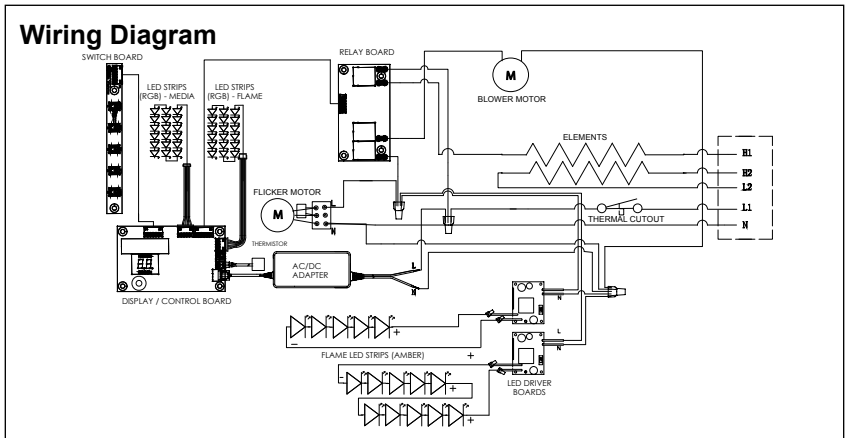 Wiring Diagram
SWITCH BOARD
RELAY BOARD
LED STRIPS
(RGB) - MEDIA
LED STRIPS
(RGB) - FLAME
M
BLOWER MOTOR
ELEMENTS
H1
H2
L2
L1
N
THERMAL CUTOUT
FLICKER MOTOR
M
L
N
THERMISTOR
AC/DC
ADAPTER
L
N
DISPLAY / CONTROL BOARD
N
L
N
- +
FLAME LED STRIPS (AMBER) +
- +
+
LED DRIVER
BOARDS